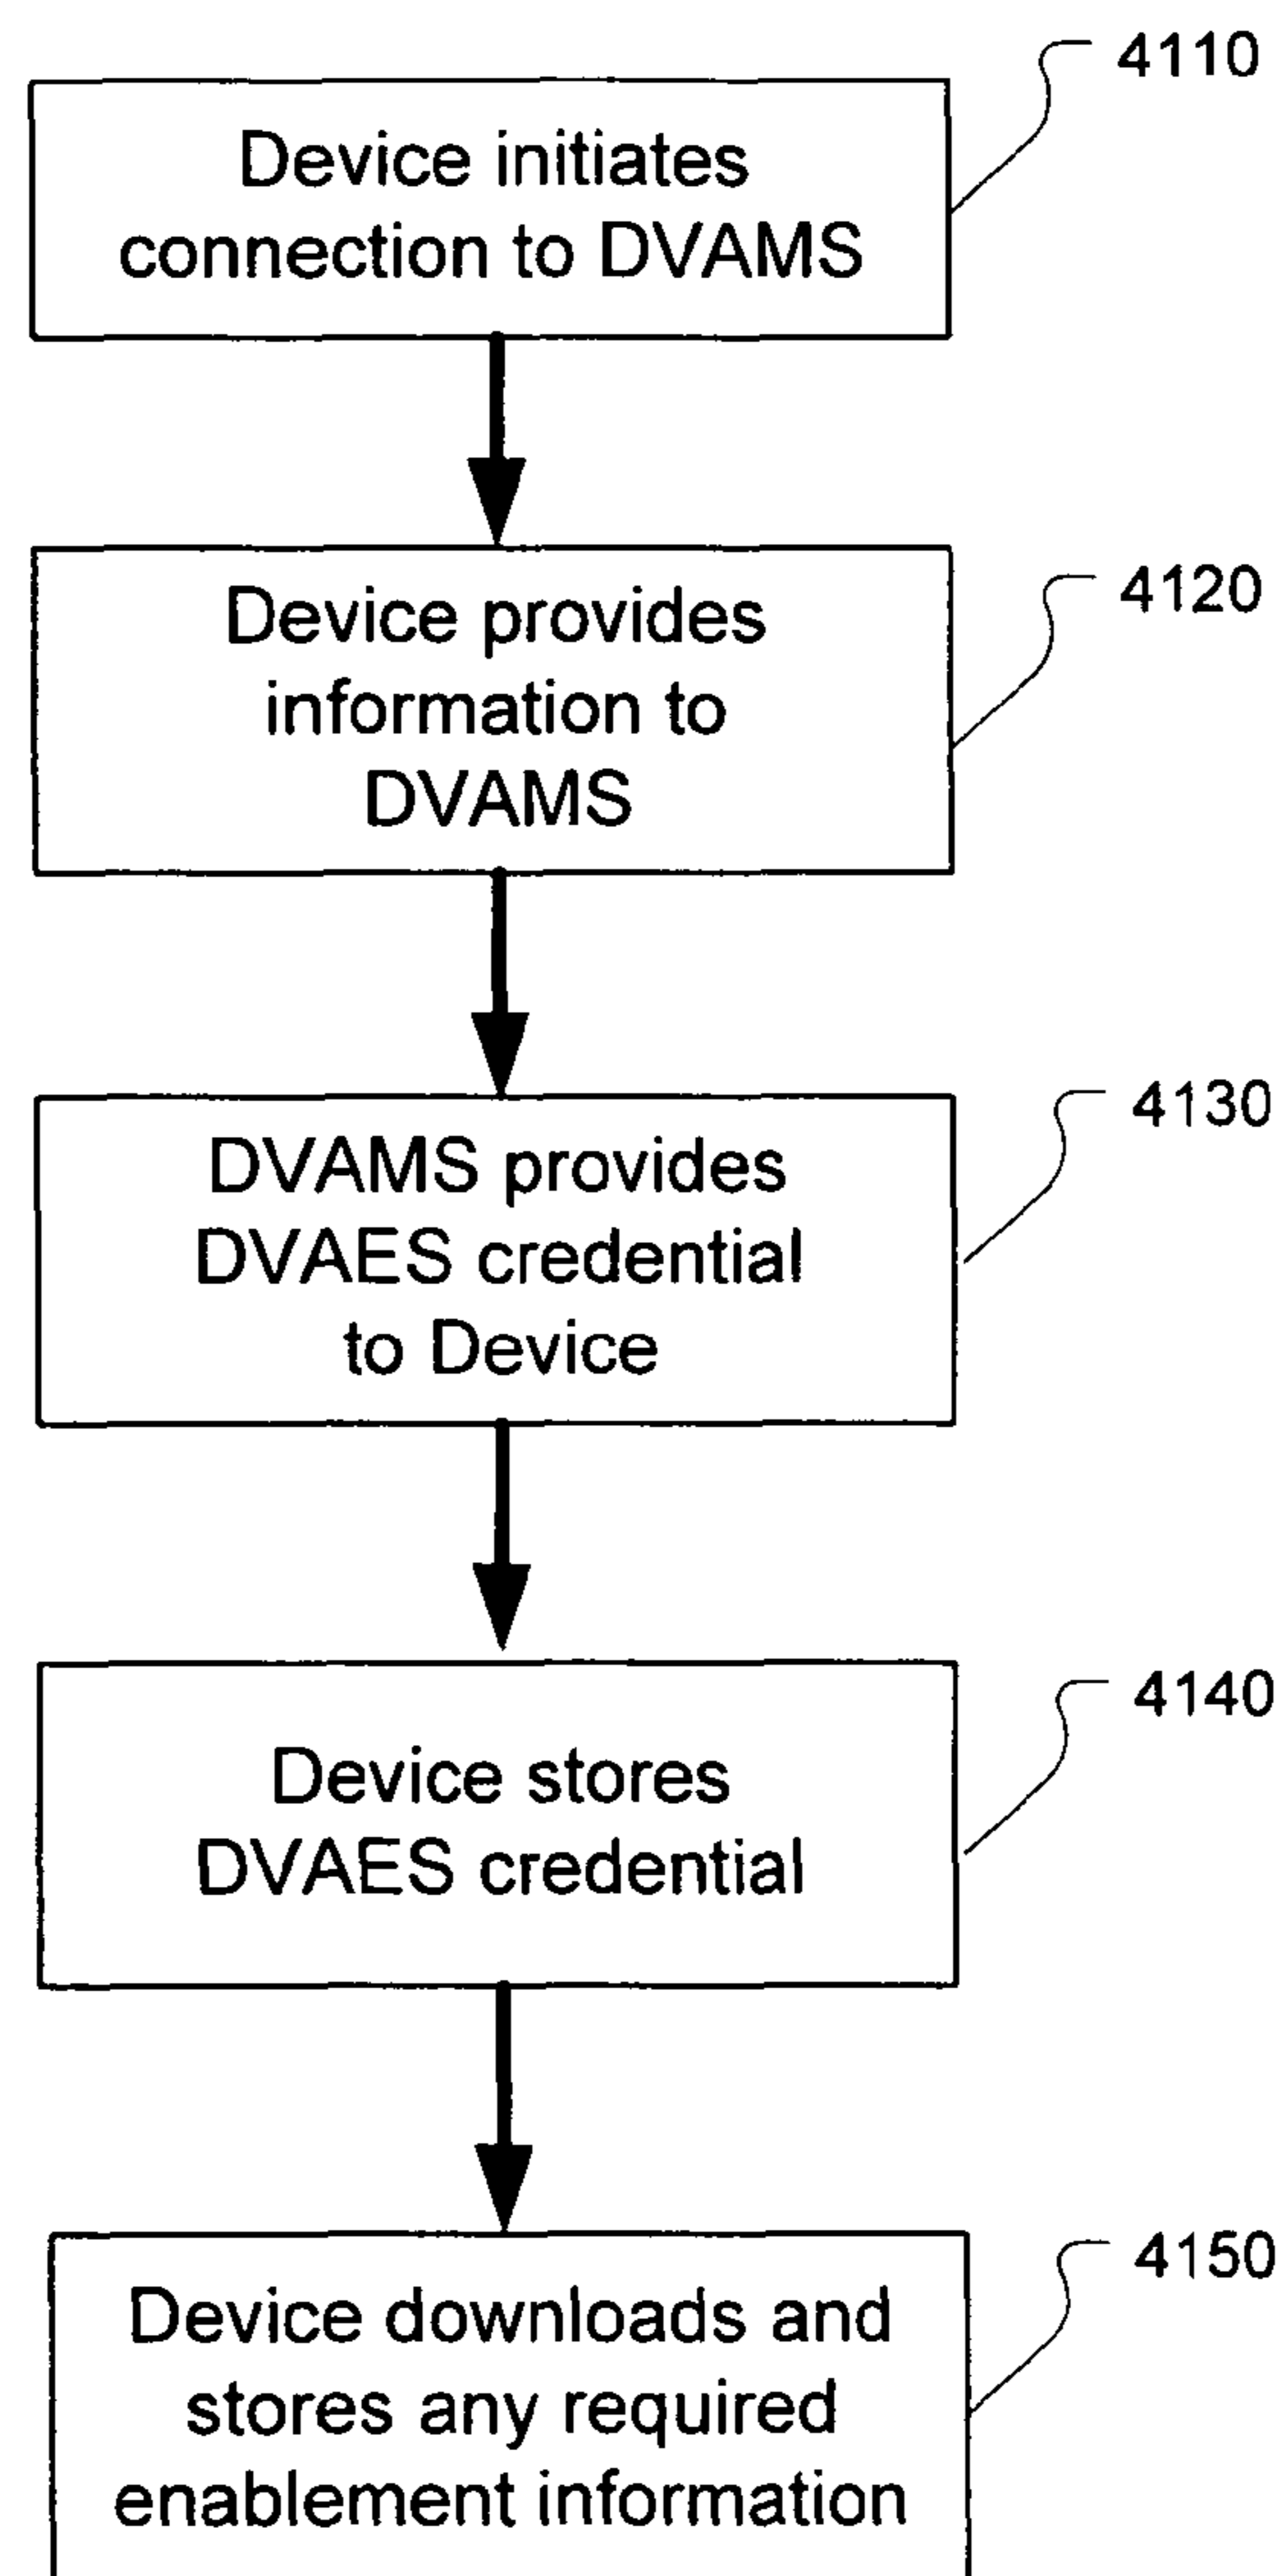 4110
Device initiates
connection to DVAMS
4120
Device provides
information to
DVAMS
4130
DVAMS provides
DVAES credential
to Device
4140
Device stores
DVAES credential
4150
Device downloads and
stores any required
enablement information